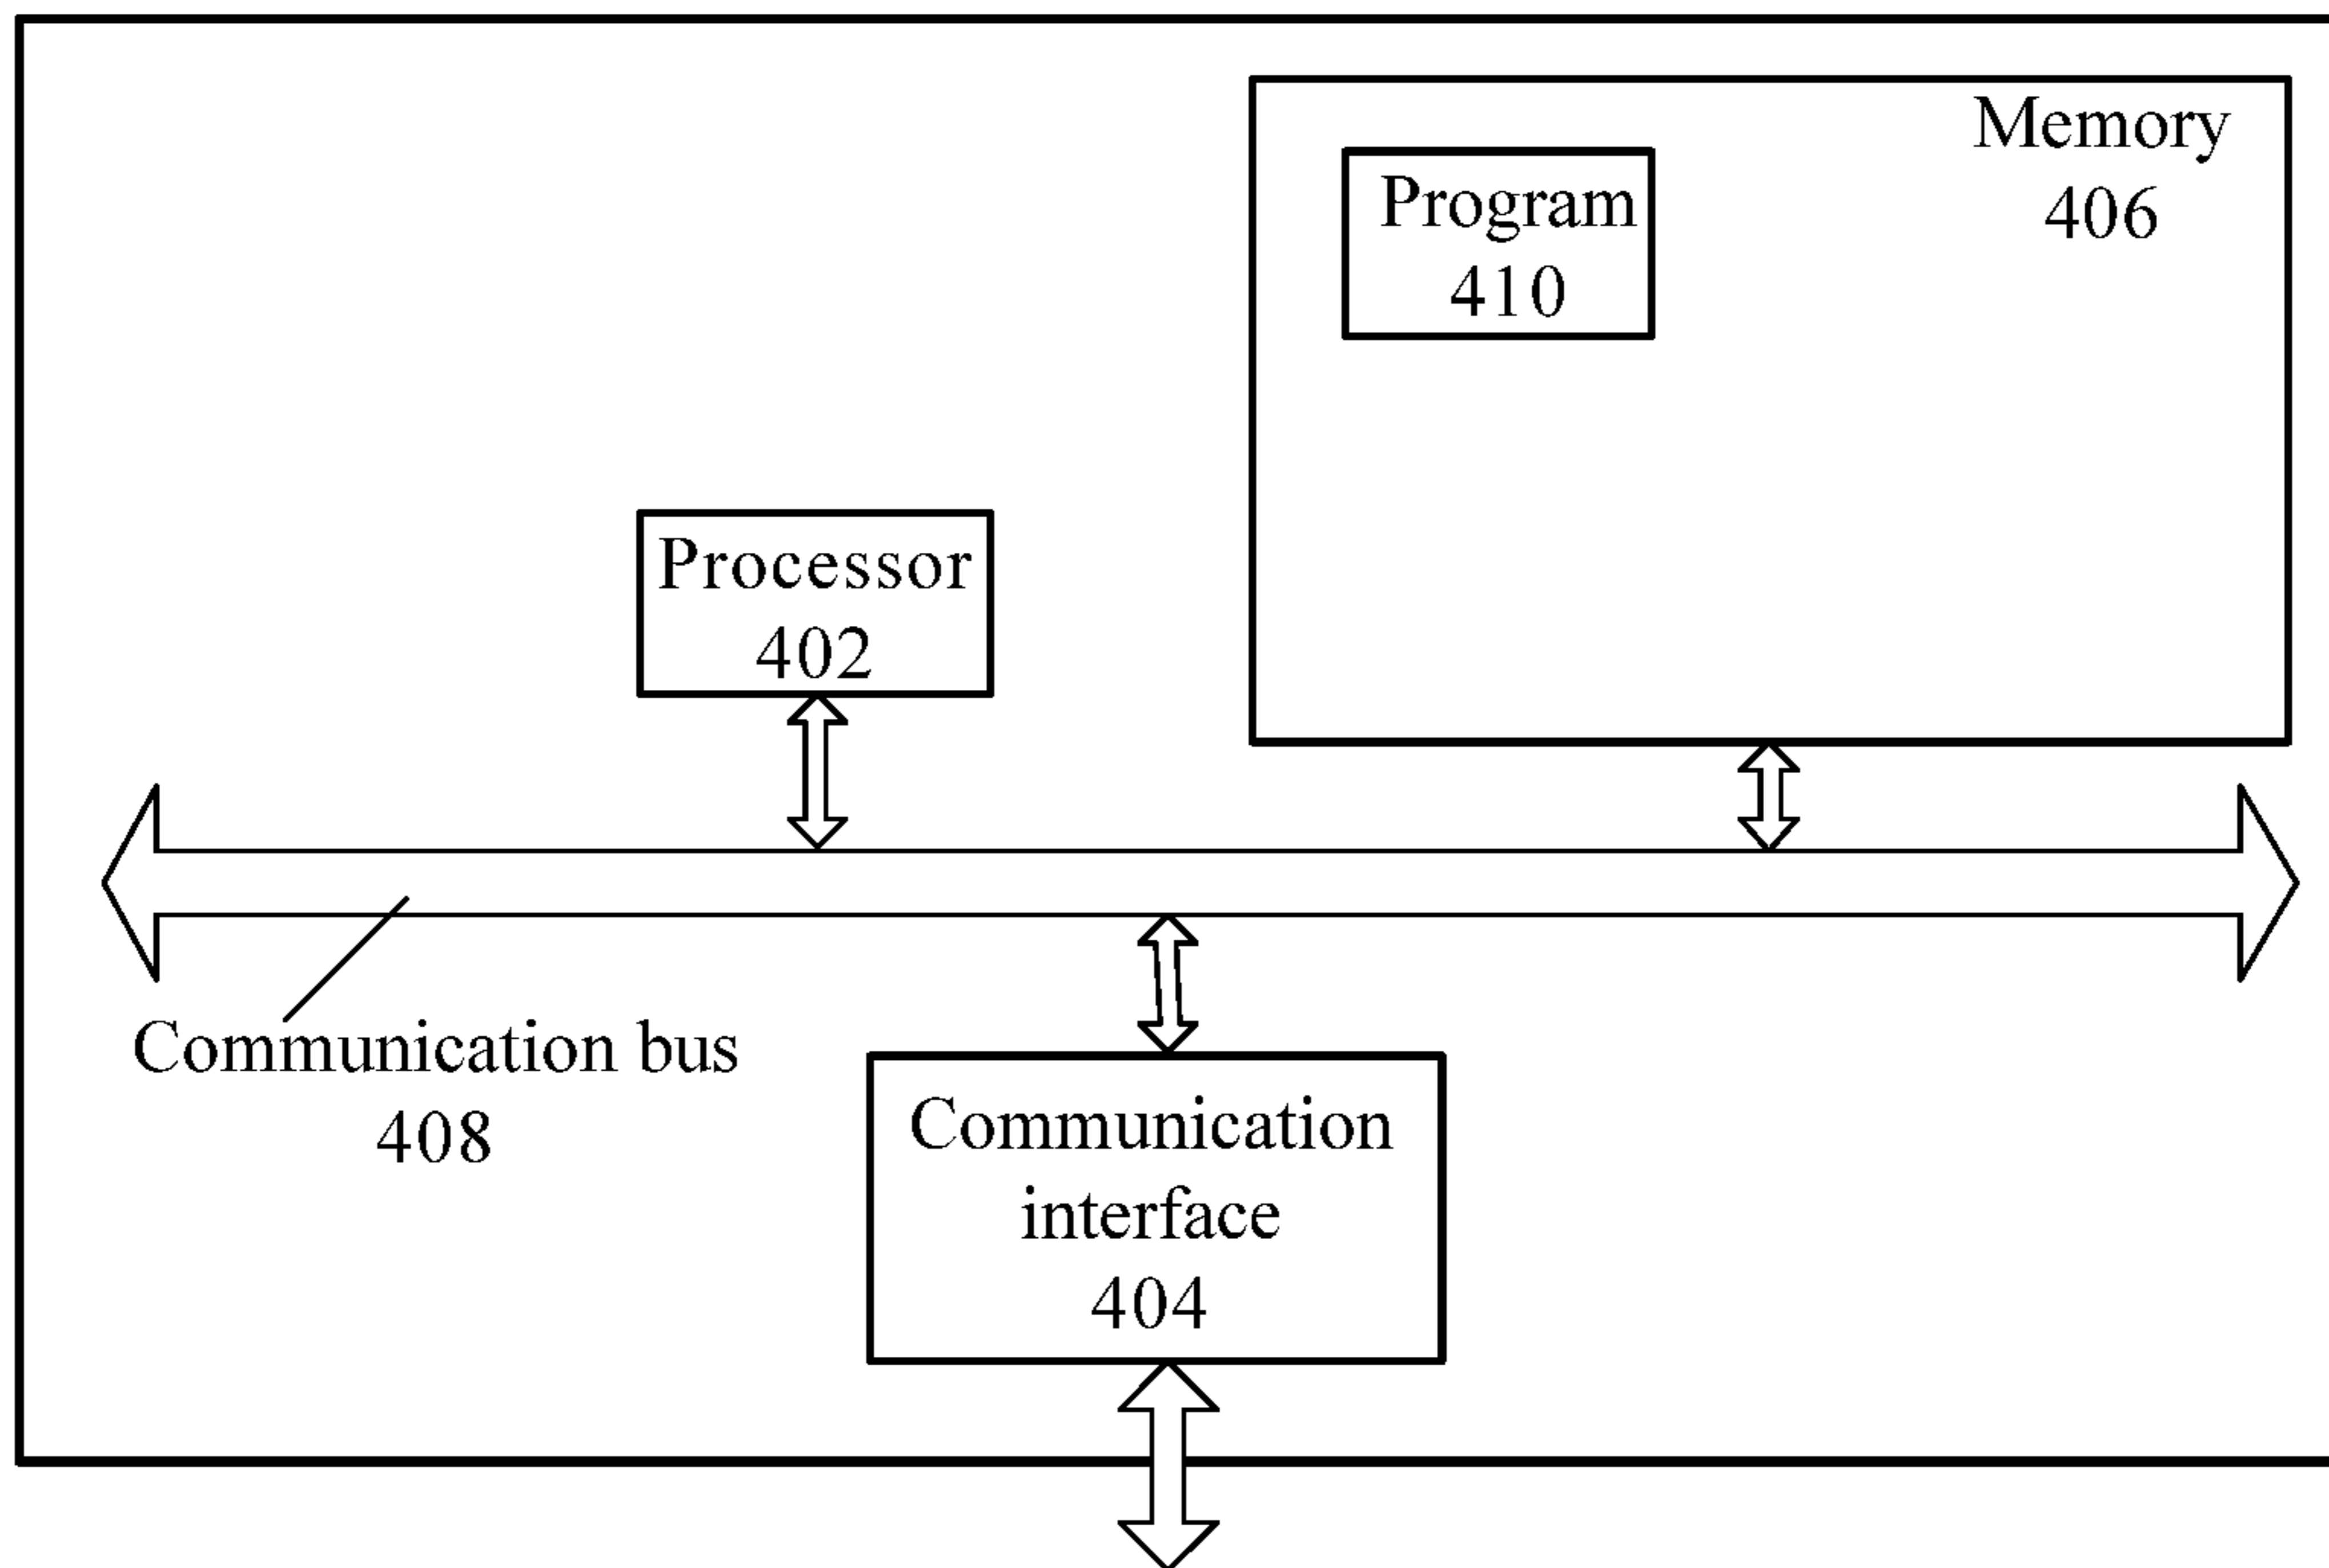 Memory
406
Program
410
Processor
402
Communication bus
408
Communication
interface
404